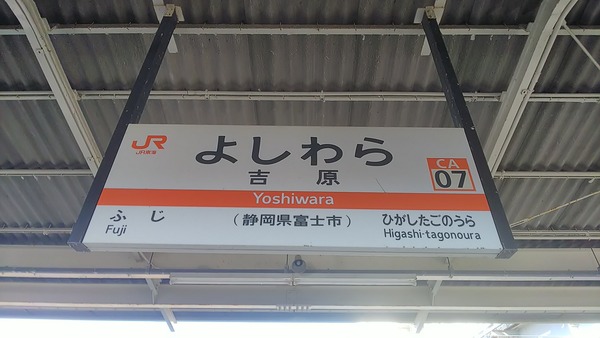 JR
JR東海
よしわら
吉原
CA
07
Yoshiwara
ふじ
Fuji
(静岡県富士市)
ひがしたごのうら
Higashi-tagonoura